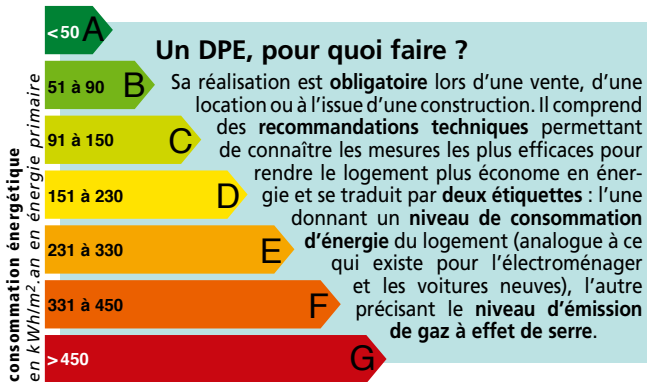 consommation énergétique
en kWh/m².an en énergie primaire
<50 A
51 à 90 B
91 à 150 C
151 à 230 D
231 à 330 E
331 à 450 F
>450 G
Un DPE, pour quoi faire ?
Sa réalisation est obligatoire lors d'une vente, d'une
location ou à l'issue d'une construction. Il comprend
des recommandations techniques permettant
de connaître les mesures les plus efficaces pour
rendre le logement plus économe en éner-
gie et se traduit par deux étiquettes : l'une
donnant un niveau de consommation
d'énergie du logement (analogue à ce
qui existe pour l'électroménager
et les voitures neuves), l'autre
précisant le niveau d'émission
de gaz à effet de serre.